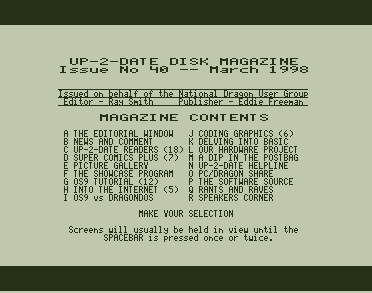 UP-2-DATE DISK MAGAZINE
Issue No 40 -- March 1998
Issued on behalf of the National Dragon User Group
Editor - Ray Smith Publisher - Eddie Freeman
MAGAZINE CONTENTS
A THE EDITORIAL WINDOW J CODING GRAPHICS (6)
B NEWS AND COMMENT K DELVING INTO BASIC
C UP-2-DATE READERS (18) L OUR HARDWARE PROJECT
D SUPER COMICS PLUS (7) M A DIP IN THE POSTBAG
E PICTURE GALLERY N UP-2-DATE HELPLINE
F THE SHOWCASE PROGRAM O PC/DRAGON SHARE
G OS9 TUTORIAL (12) P THE SOFTWARE SOURCE
H INTO THE INTERNET (5) Q RANTS AND RAVES
I OS9 vs DRAGONDOS R SPEAKERS CORNER
MAKE YOUR SELECTION
Screens will usually be held in view until the
SPACEBAR is pressed once or twice.